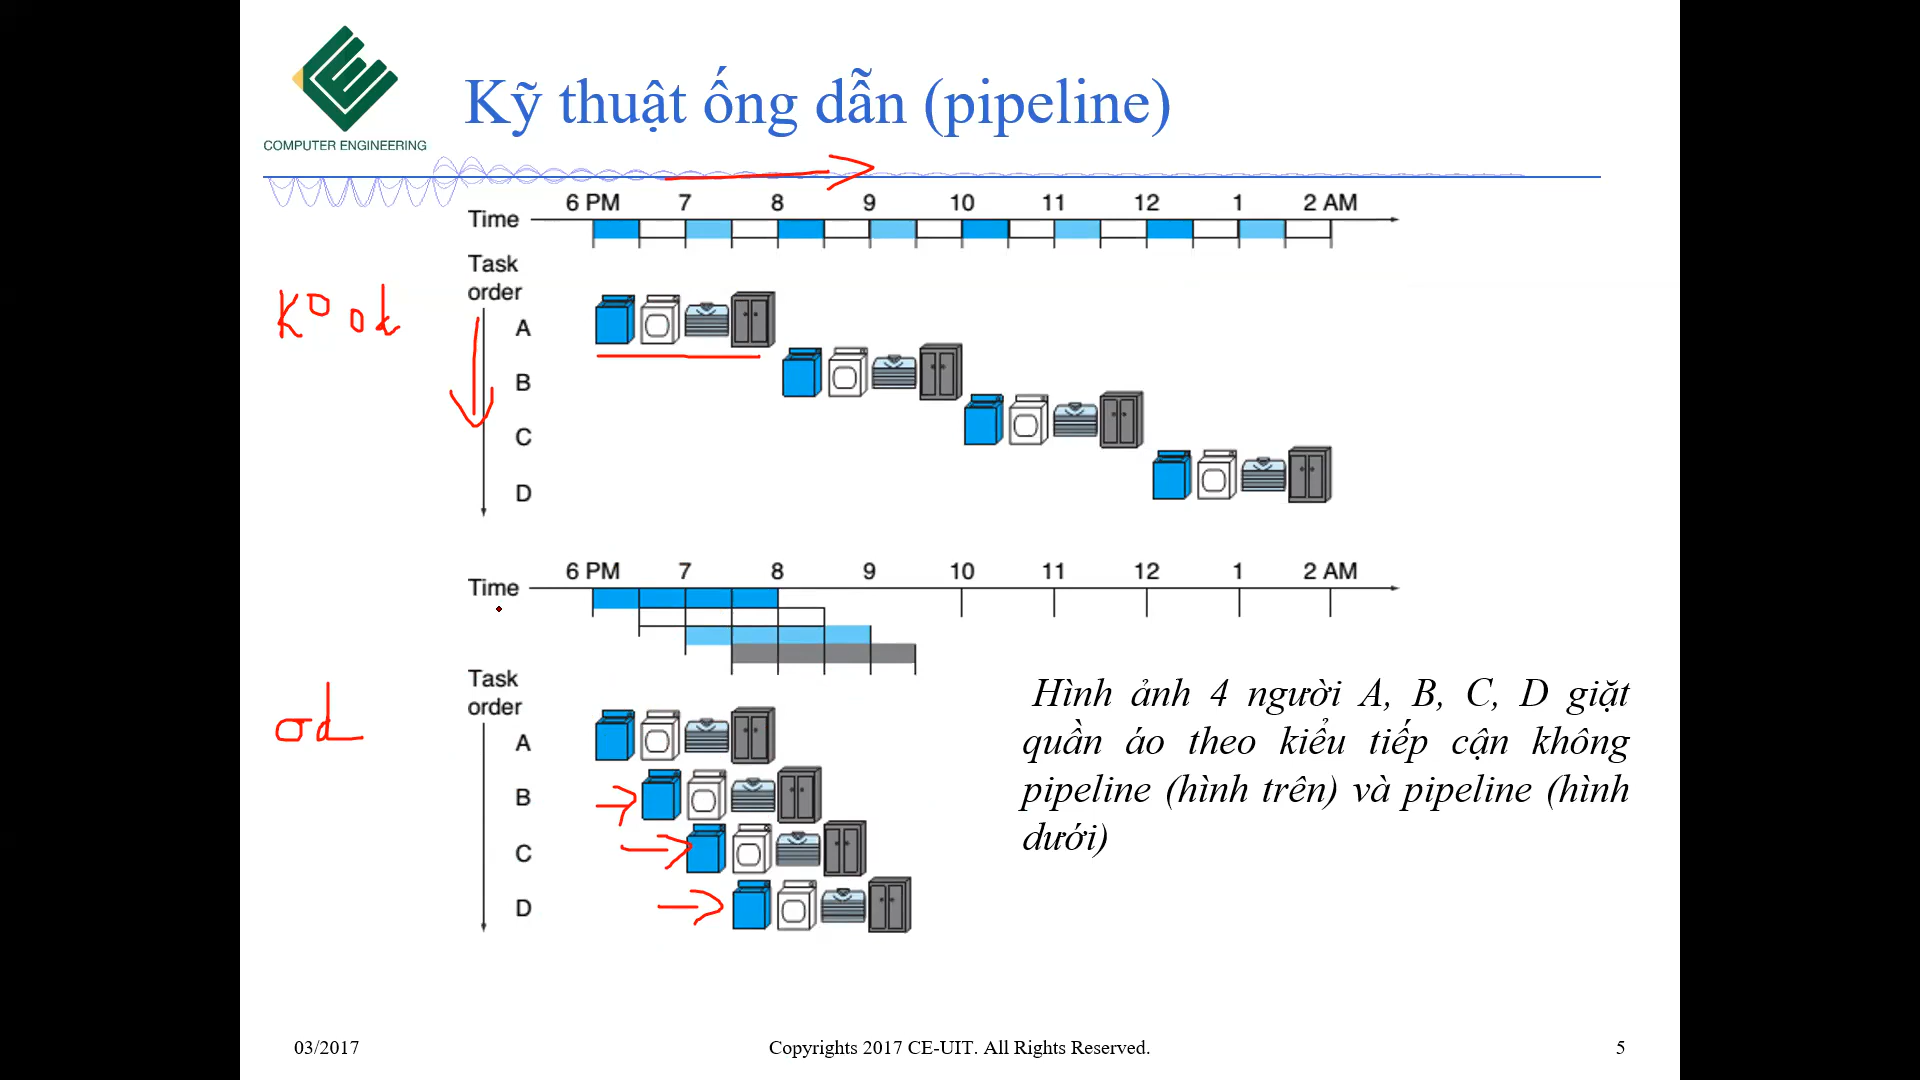 COMPUTER ENGINEERING
Kỹ thuật ống dẫn (pipeline)
6 PM 7 8 9 10 11 12 1 2 AM
Time
Task
order
K° od
A
B
C
D
6 PM 7 8 9 10 11 12 1 2 AM
Time
Task
order
od
A
B
C
D
Hình ảnh 4 người A, B, C, D giặt
quần áo theo kiểu tiếp cận không
pipeline (hình trên) và pipeline (hình
dưới)
03/2017
Copyrights 2017 CE-UIT. All Rights Reserved.
5